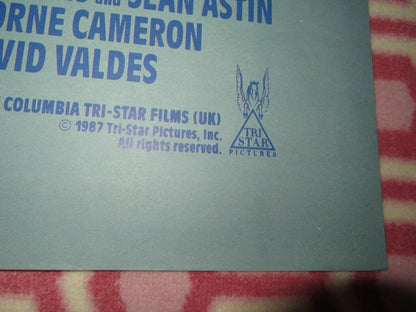 and SEAN ASTIN
ORNE CAMERON
VID VALDES
COLUMBIA TRI-STAR FILMS (UK)
© 1987 Tri-Star Pictures, Inc.
All rights reserved.
TRI
STAR
PICTURES